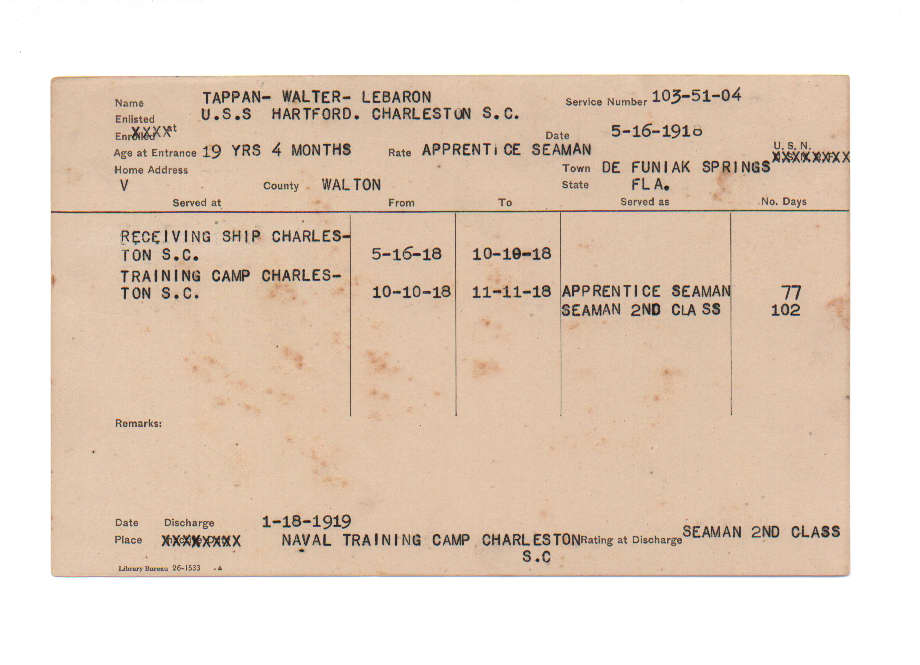 Name TAPPAN- WALTER- LEBARON Service Number 103-51-04
Enlisted U.S.S HARTFORD. CHARLESTON S.C.
Enrolled XXXX at Date 5-16-1918
Age at Entrance 19 YRS 4 MONTHS Rate APPRENTICE SEAMAN U.S.N. XXXXXXXX
Home Address Town DE FUNIAK SPRINGS
V County WALTON State FLA.
Served at From To Served as No. Days
RECEIVING SHIP CHARLES-
TON S.C. 5-16-18 10-10-18
TRAINING CAMP CHARLES-
TON S.C. 10-10-18 11-11-18 APPRENTICE SEAMAN 77
SEAMAN 2ND CLASS 102
Remarks:
Date Discharge 1-18-1919
Place XXXXXXXX NAVAL TRAINING CAMP CHARLESTON Rating at Discharge SEAMAN 2ND CLASS
S.C
Library Bureau 26-1533